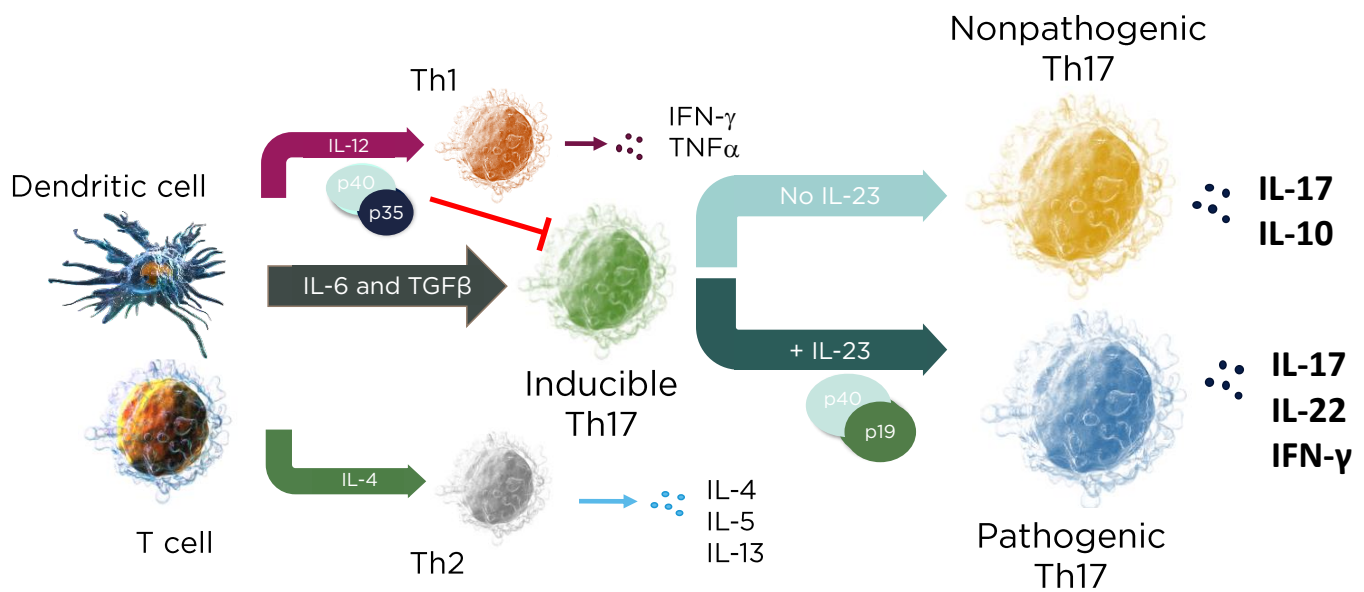 Dendritic cell
T cell
IL-12
p40
p35
Th1
IFN-γ
TNFα
IL-6 and TGFβ
Inducible
Th17
IL-4
Th2
IL-4
IL-5
IL-13
No IL-23
Nonpathogenic
Th17
IL-17
IL-10
+ IL-23
p40
p19
Pathogenic
Th17
IL-17
IL-22
IFN-γ